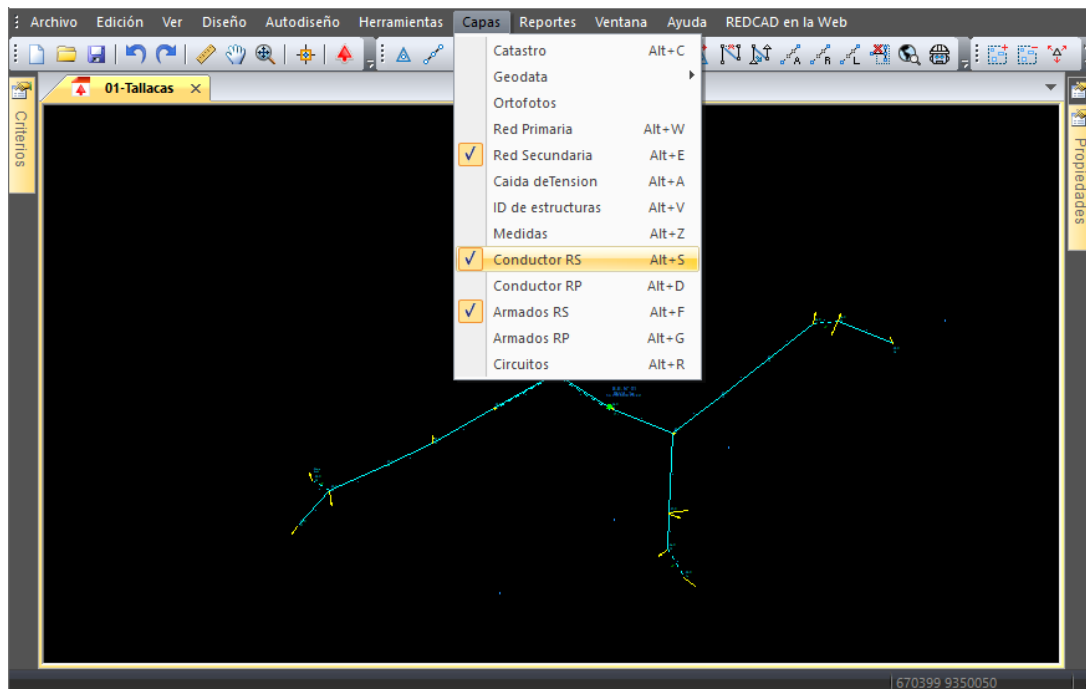 Archivo Edición Ver Diseño Autodiseño Herramientas Capas Reportes Ventana Ayuda REDCAD en la Web
01-Tallacas
Criterios
Propiedades
Catastro Alt+C
Geodata
Ortofotos
Red Primaria Alt+W
Red Secundaria Alt+E
Caida deTension Alt+A
ID de estructuras Alt+V
Medidas Alt+Z
Conductor RS Alt+S
Conductor RP Alt+D
Armados RS Alt+F
Armados RP Alt+G
Circuitos Alt+R
670399 9350050